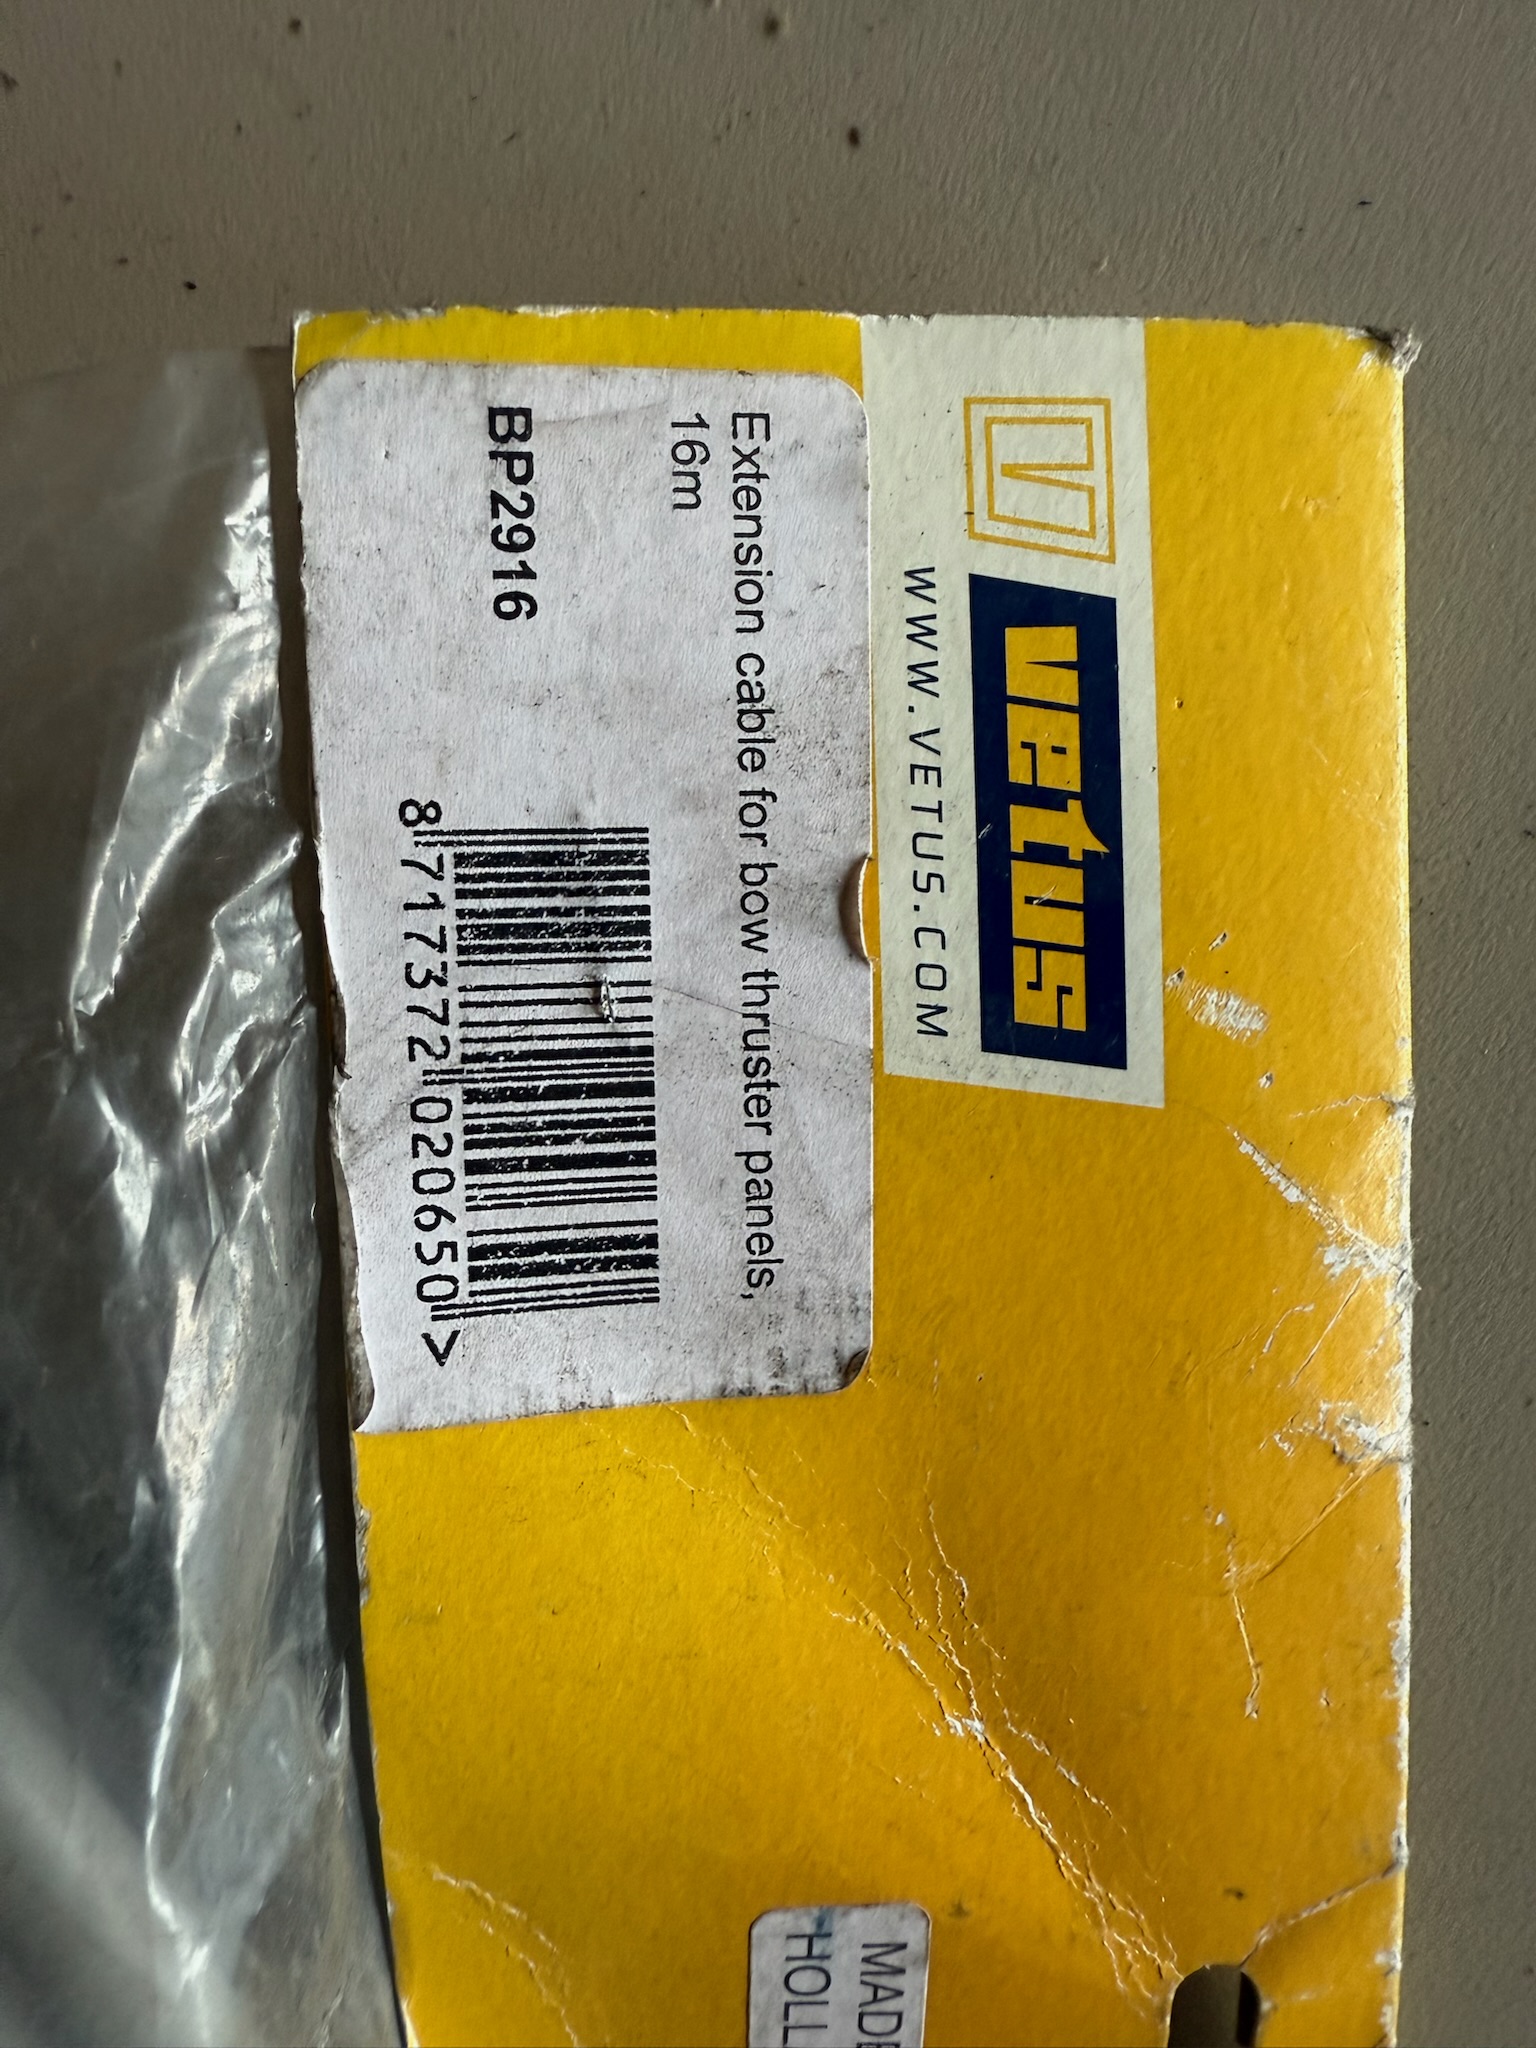 vetus
WWW.VETUS.COM
Extension cable for bow thruster panels,
16m
BP2916
8 717372 020650 >
MADE
HOLL